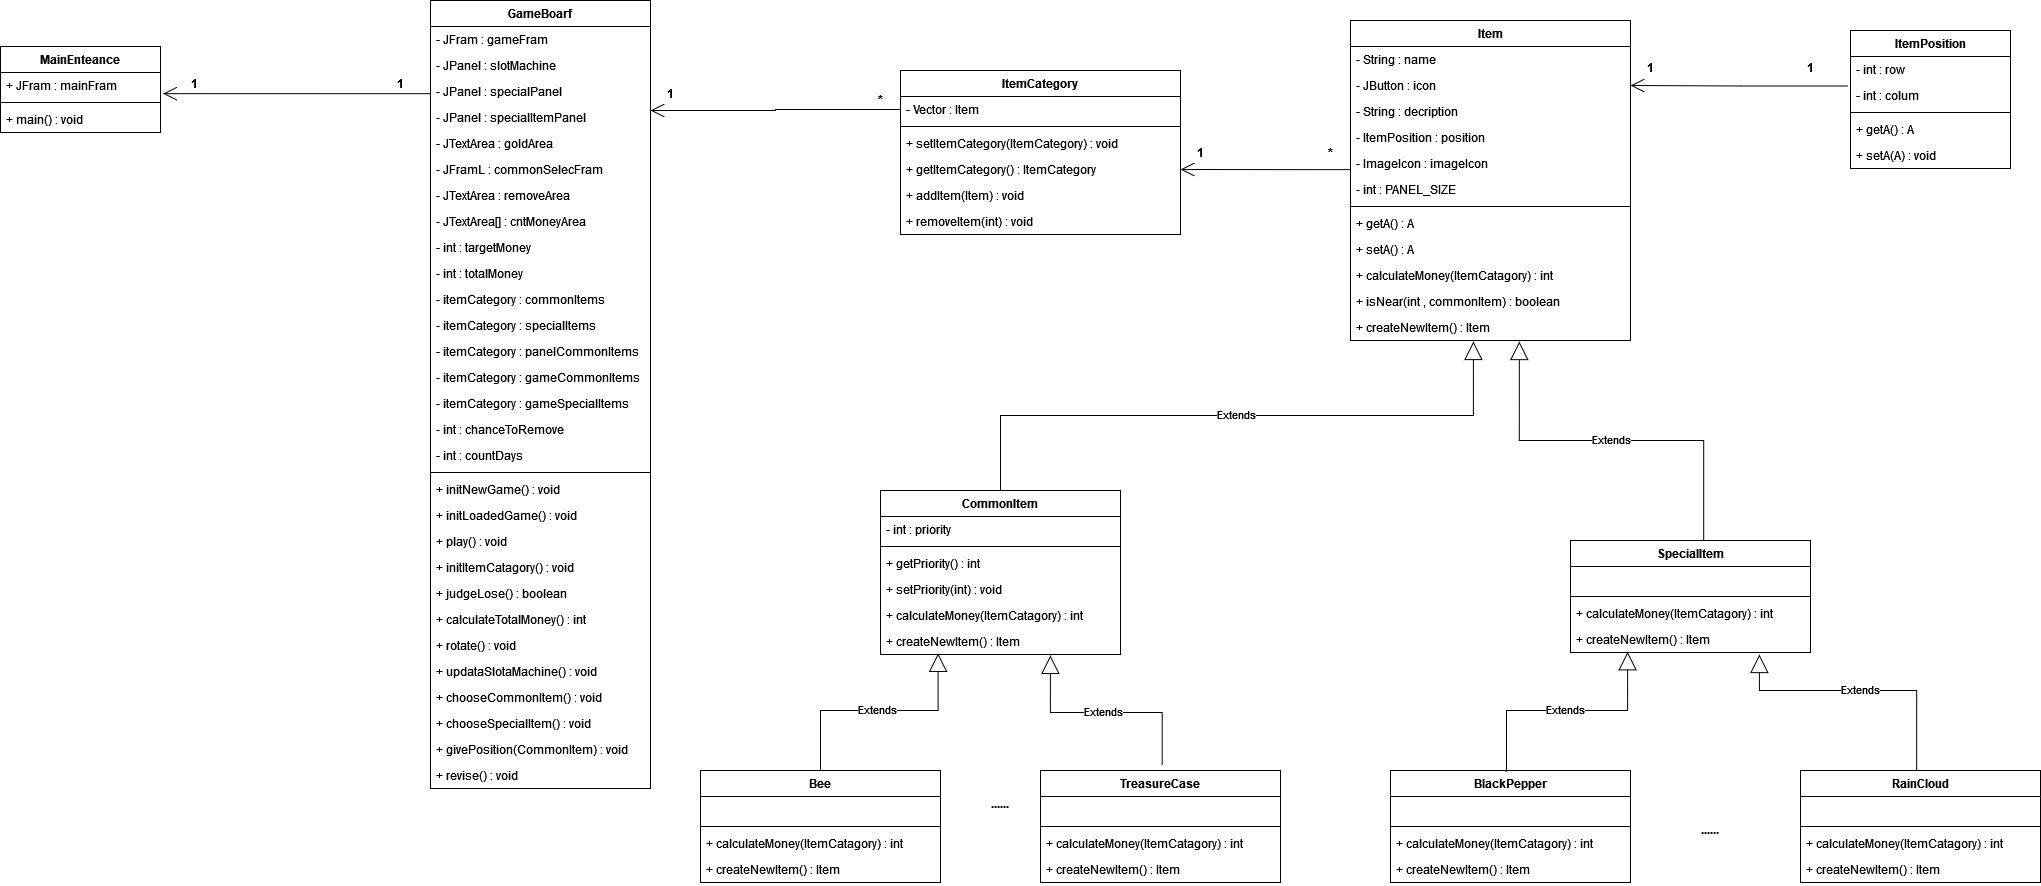 MainEnteance
+ JFram : mainFram
+ main() : void
1
1
GameBoarf
- JFram : gameFram
- JPanel : slotMachine
- JPanel : specialPanel
- JPanel : specialItemPanel
- JTextArea : goldArea
- JFramL : commonSelecFram
- JTextArea : removeArea
- JTextArea[] : cntMoneyArea
- int : targetMoney
- int : totalMoney
- itemCategory : commonItems
- itemCategory : specialItems
- itemCategory : panelCommonItems
- itemCategory : gameCommonItems
- itemCategory : gameSpecialItems
- int : chanceToRemove
- int : countDays
+ initNewGame() : void
+ initLoadedGame() : void
+ play() : void
+ initItemCatagory() : void
+ judgeLose() : boolean
+ calculateTotalMoney() : int
+ rotate() : void
+ updataSlotaMachine() : void
+ chooseCommonItem() : void
+ chooseSpecialItem() : void
+ givePosition(CommonItem) : void
+ revise() : void
1
*
ItemCategory
- Vector : Item
+ setItemCategory(ItemCategory) : void
+ getItemCategory() : ItemCategory
+ addItem(Item) : void
+ removeItem(int) : void
1
*
Item
- String : name
- JButton : icon
- String : decription
- ItemPosition : position
- ImageIcon : imageIcon
- int : PANEL_SIZE
+ getA() : A
+ setA() : A
+ calculateMoney(ItemCatagory) : int
+ isNear(int , commonItem) : boolean
+ createNewItem() : Item
1
1
ItemPosition
- int : row
- int : colum
+ getA() : A
+ setA(A) : void
Extends
Extends
CommonItem
- int : priority
+ getPriority() : int
+ setPriority(int) : void
+ calculateMoney(ItemCatagory) : int
+ createNewItem() : Item
SpecialItem
+ calculateMoney(ItemCatagory) : int
+ createNewItem() : Item
Extends
Extends
Extends
Extends
Bee
+ calculateMoney(ItemCatagory) : int
+ createNewItem() : Item
......
TreasureCase
+ calculateMoney(ItemCatagory) : int
+ createNewItem() : Item
BlackPepper
+ calculateMoney(ItemCatagory) : int
+ createNewItem() : Item
......
RainCloud
+ calculateMoney(ItemCatagory) : int
+ createNewItem() : Item